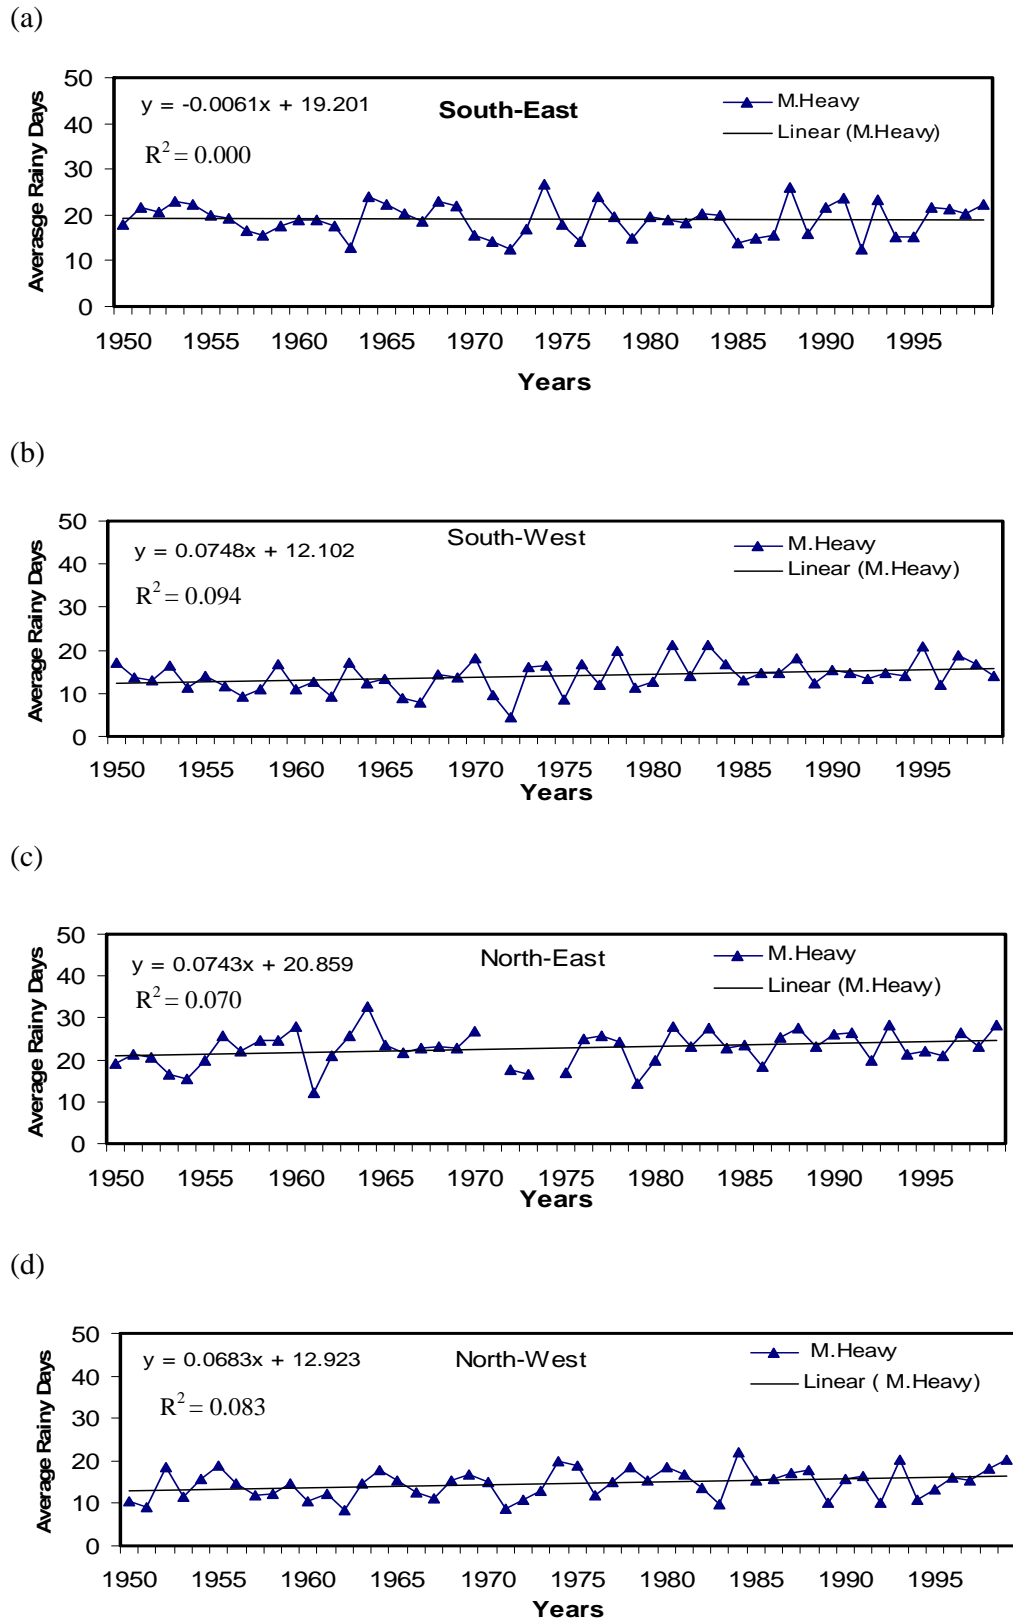 (a)
50
40
30
20
10
0
Averasge Rainy Days
y = -0.0061x + 19.201
R² = 0.000
South-East
M.Heavy
Linear (M.Heavy)
1950 1955 1960 1965 1970 1975 1980 1985 1990 1995
Years
(b)
50
40
30
20
10
0
Average Rainy Days
y = 0.0748x + 12.102
R² = 0.094
South-West
M.Heavy
Linear (M.Heavy)
1950 1955 1960 1965 1970 1975 1980 1985 1990 1995
Years
(c)
50
40
30
20
10
0
Average Rainy Days
y = 0.0743x + 20.859
R² = 0.070
North-East
M.Heavy
Linear (M.Heavy)
1950 1955 1960 1965 1970 1975 1980 1985 1990 1995
Years
(d)
50
40
30
20
10
0
Average Rainy Days
y = 0.0683x + 12.923
R² = 0.083
North-West
M.Heavy
Linear ( M.Heavy)
1950 1955 1960 1965 1970 1975 1980 1985 1990 1995
Years